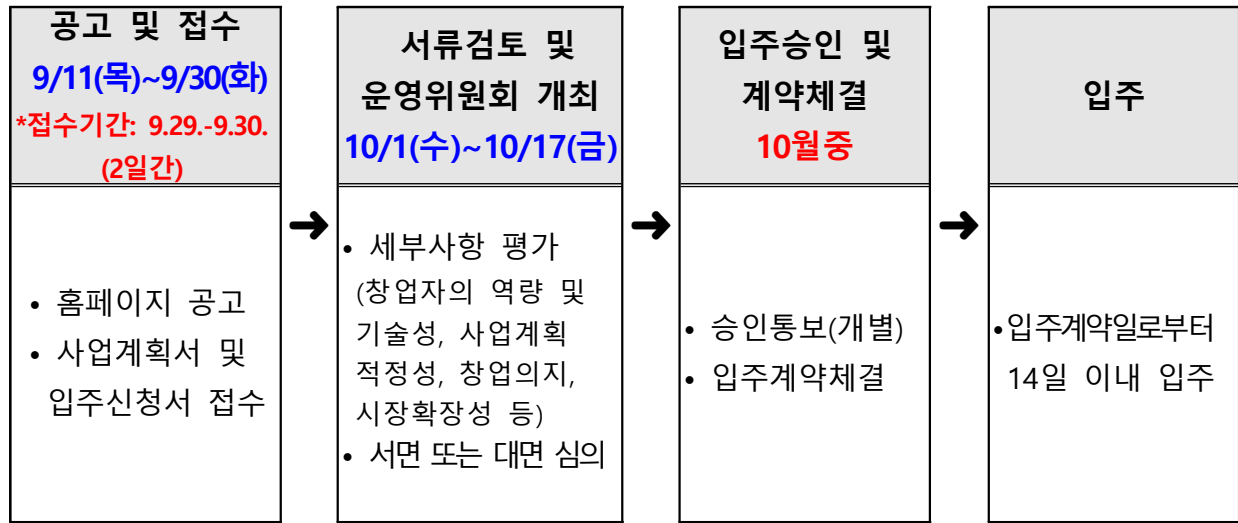 공고 및 접수
9/11(목)~9/30(화)
*접수기간: 9.29.-9.30.
(2일간)
• 홈페이지 공고
• 사업계획서 및
입주신청서 접수
➜
서류검토 및
운영위원회 개최
10/1(수)~10/17(금)
• 세부사항 평가
(창업자의 역량 및
기술성, 사업계획
적정성, 창업의지,
시장확장성 등)
• 서면 또는 대면 심의
➜
입주승인 및
계약체결
10월중
• 승인통보(개별)
• 입주계약체결
➜
입주
• 입주계약일로부터
14일 이내 입주